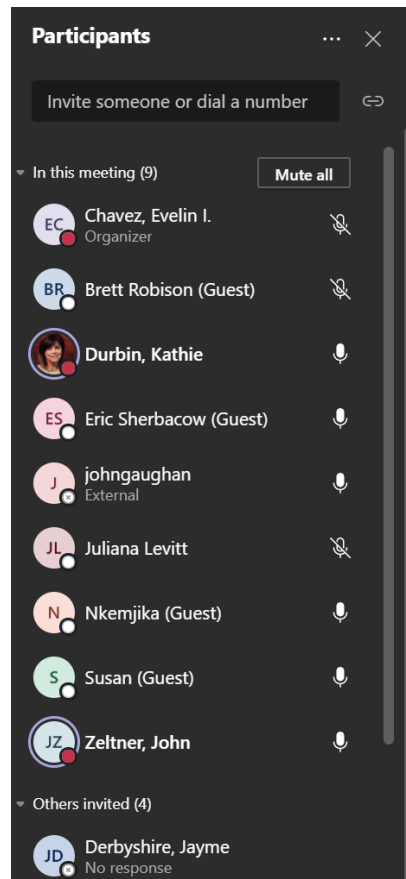 Participants
Invite someone or dial a number
In this meeting (9)
Mute all
EC
Chavez, Evelin I.
Organizer
BR
Brett Robison (Guest)
Durbin, Kathie
ES
Eric Sherbacow (Guest)
J
johngaughan
External
JL
Juliana Levitt
N
Nkemjika (Guest)
S
Susan (Guest)
JZ
Zeltner, John
Others invited (4)
JD
Derbyshire, Jayme
No response